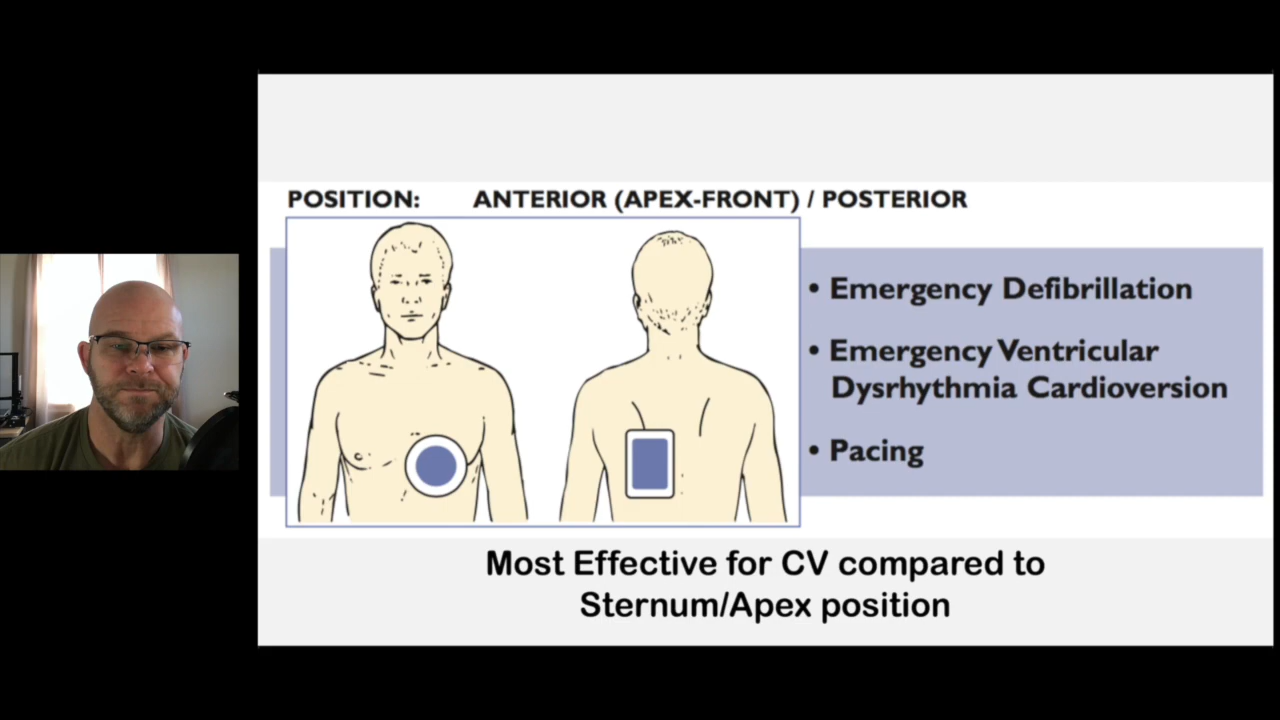 POSITION: ANTERIOR (APEX-FRONT) / POSTERIOR
• Emergency Defibrillation
• Emergency Ventricular
Dysrhythmia Cardioversion
• Pacing
Most Effective for CV compared to
Sternum/Apex position